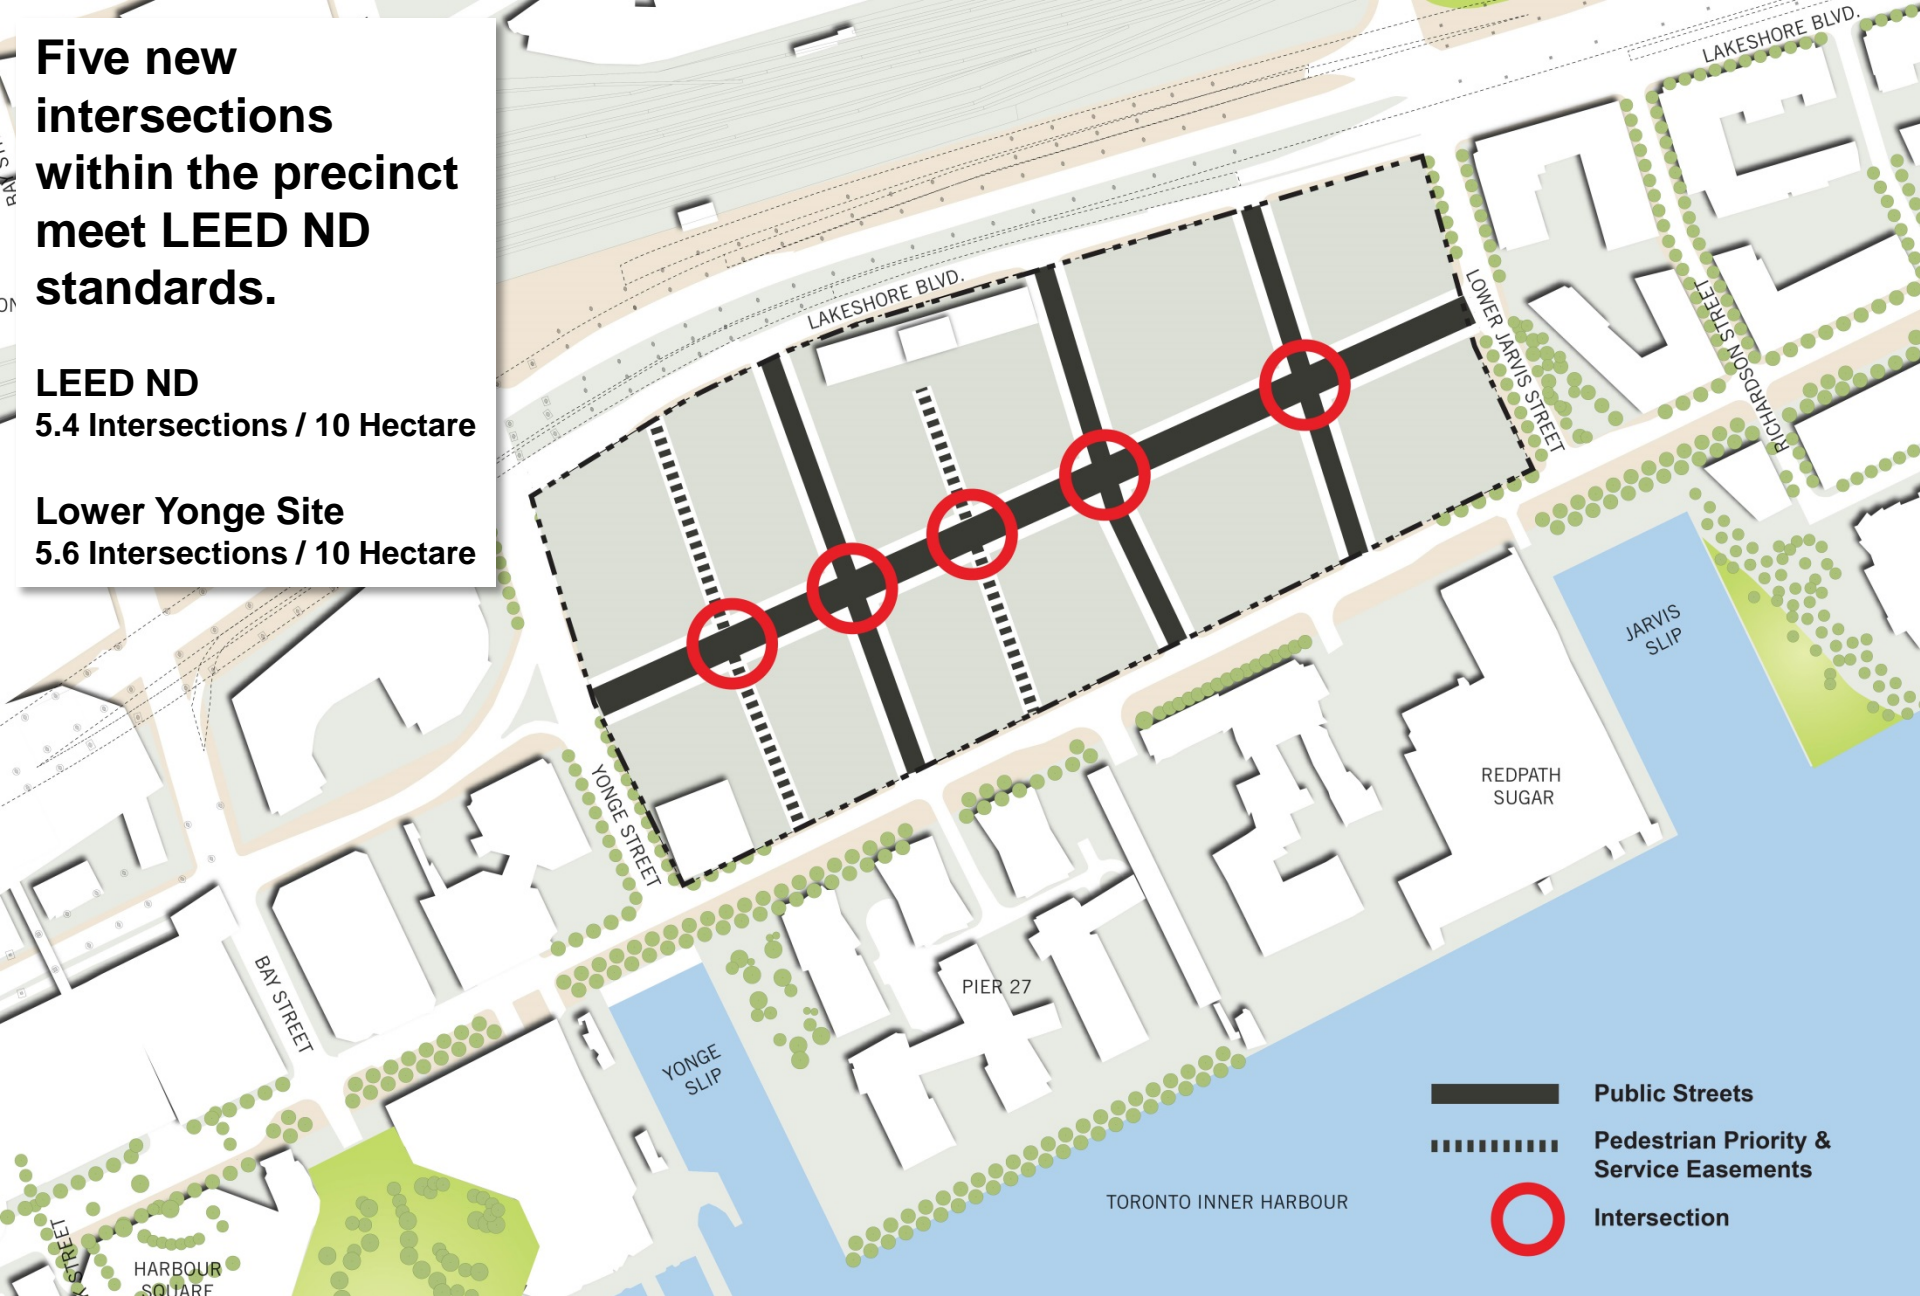 Five new
intersections
within the precinct
meet LEED ND
standards.
LEED ND
5.4 Intersections / 10 Hectare
Lower Yonge Site
5.6 Intersections / 10 Hectare
LAKESHORE BLVD.
LAKESHORE BLVD.
LOWER JARVIS STREET
RICHARDSON STREET
YONGE STREET
BAY STREET
JARVIS
SLIP
REDPATH
SUGAR
PIER 27
YONGE
SLIP
TORONTO INNER HARBOUR
HARBOUR
SQUARE
STREET
Public Streets
Pedestrian Priority &
Service Easements
Intersection